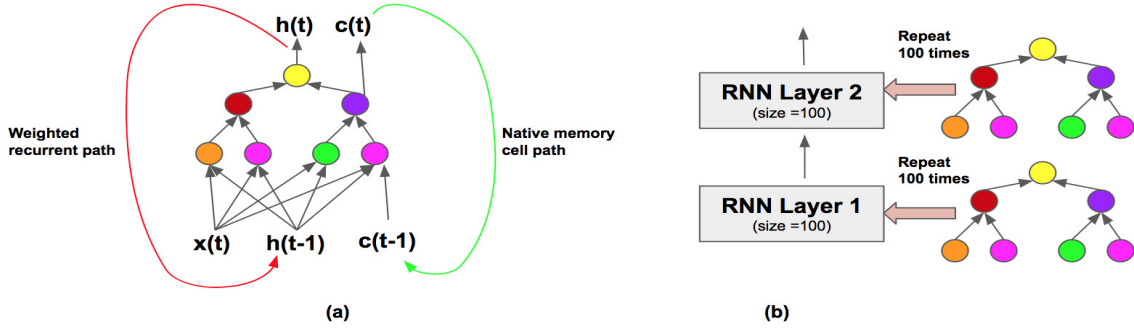 h(t) c(t)
Weighted
recurrent path
Native memory
cell path
x(t) h(t-1) c(t-1)
(a)
Repeat
100 times
RNN Layer 2
(size =100)
Repeat
100 times
RNN Layer 1
(size =100)
(b)